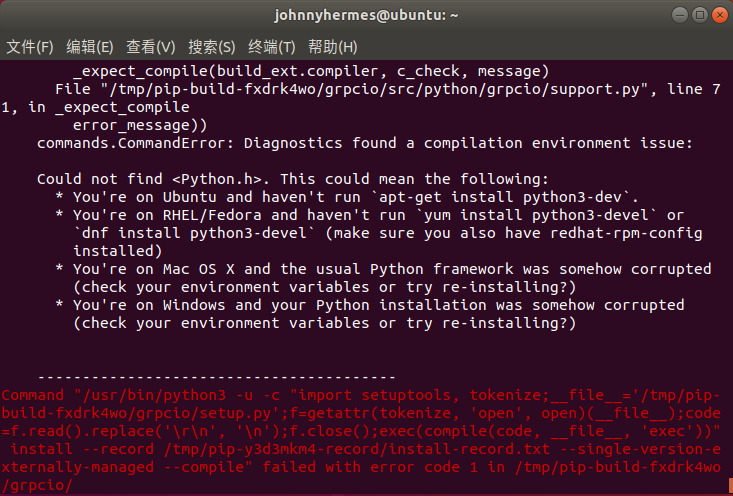 johnnyhermes@ubuntu: ~
文件(F) 编辑(E) 查看(V) 搜索(S) 终端(T) 帮助(H)
_expect_compile(build_ext.compiler, c_check, message)
File "/tmp/pip-build-fxdrk4wo/grpcio/src/python/grpcio/support.py", line 7
1, in _expect_compile
error_message))
commands.CommandError: Diagnostics found a compilation environment issue:
Could not find <Python.h>. This could mean the following:
* You're on Ubuntu and haven't run `apt-get install python3-dev`.
* You're on RHEL/Fedora and haven't run `yum install python3-devel` or
`dnf install python3-devel` (make sure you also have redhat-rpm-config
installed)
* You're on Mac OS X and the usual Python framework was somehow corrupted
(check your environment variables or try re-installing?)
* You're on Windows and your Python installation was somehow corrupted
(check your environment variables or try re-installing?)
----------------------------------------
Command "/usr/bin/python3 -u -c "import setuptools, tokenize;__file__='/tmp/pip-
build-fxdrk4wo/grpcio/setup.py';f=getattr(tokenize, 'open', open)(__file__);code
=f.read().replace('\r\n', '\n');f.close();exec(compile(code, __file__, 'exec'))"
install --record /tmp/pip-y3d3mkm4-record/install-record.txt --single-version-e
xternally-managed --compile" failed with error code 1 in /tmp/pip-build-fxdrk4wo
/grpcio/